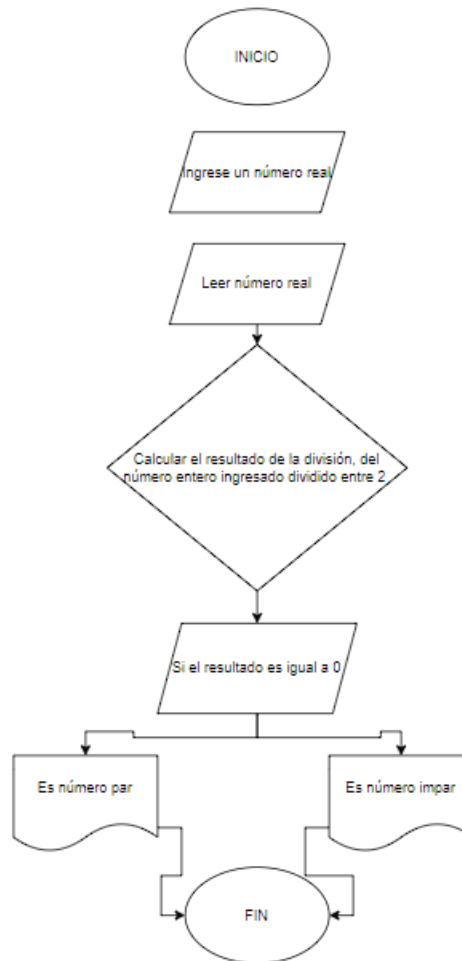 INICIO
Ingrese un número real
Leer número real
Calcular el resultado de la división, del
número entero ingresado dividido entre 2
Si el resultado es igual a 0
Es número par
Es número impar
FIN